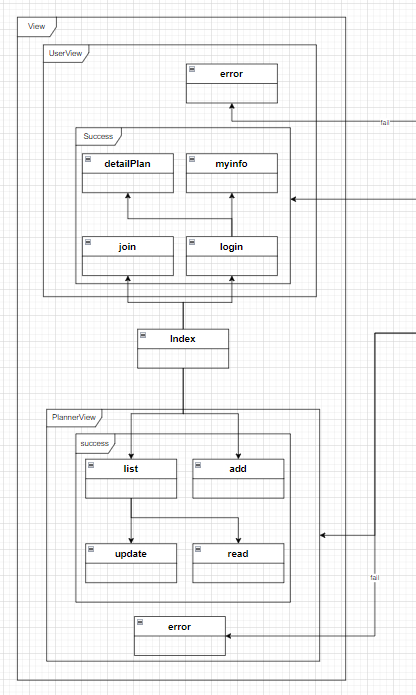 View
UserView
error
fail
Success
detailPlan
myinfo
join
login
Index
PlannerView
success
list
add
update
read
fail
error